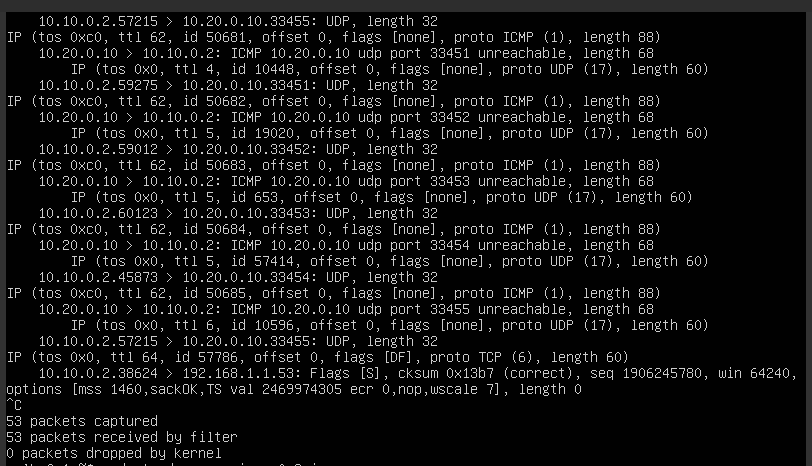 10.10.0.2.57215 > 10.20.0.10.33455: UDP, length 32
IP (tos 0xc0, ttl 62, id 50681, offset 0, flags [none], proto ICMP (1), length 88)
10.20.0.10 > 10.10.0.2: ICMP 10.20.0.10 udp port 33451 unreachable, length 68
IP (tos 0x0, ttl 4, id 10448, offset 0, flags [none], proto UDP (17), length 60)
10.10.0.2.59275 > 10.20.0.10.33451: UDP, length 32
IP (tos 0xc0, ttl 62, id 50682, offset 0, flags [none], proto ICMP (1), length 88)
10.20.0.10 > 10.10.0.2: ICMP 10.20.0.10 udp port 33452 unreachable, length 68
IP (tos 0x0, ttl 5, id 19020, offset 0, flags [none], proto UDP (17), length 60)
10.10.0.2.59012 > 10.20.0.10.33452: UDP, length 32
IP (tos 0xc0, ttl 62, id 50683, offset 0, flags [none], proto ICMP (1), length 88)
10.20.0.10 > 10.10.0.2: ICMP 10.20.0.10 udp port 33453 unreachable, length 68
IP (tos 0x0, ttl 5, id 653, offset 0, flags [none], proto UDP (17), length 60)
10.10.0.2.60123 > 10.20.0.10.33453: UDP, length 32
IP (tos 0xc0, ttl 62, id 50684, offset 0, flags [none], proto ICMP (1), length 88)
10.20.0.10 > 10.10.0.2: ICMP 10.20.0.10 udp port 33454 unreachable, length 68
IP (tos 0x0, ttl 5, id 57414, offset 0, flags [none], proto UDP (17), length 60)
10.10.0.2.45873 > 10.20.0.10.33454: UDP, length 32
IP (tos 0xc0, ttl 62, id 50685, offset 0, flags [none], proto ICMP (1), length 88)
10.20.0.10 > 10.10.0.2: ICMP 10.20.0.10 udp port 33455 unreachable, length 68
IP (tos 0x0, ttl 6, id 10596, offset 0, flags [none], proto UDP (17), length 60)
10.10.0.2.57215 > 10.20.0.10.33455: UDP, length 32
IP (tos 0x0, ttl 64, id 57786, offset 0, flags [DF], proto TCP (6), length 60)
10.10.0.2.38624 > 192.168.1.1.53: Flags [S], cksum 0x13b7 (correct), seq 1906245780, win 64240,
options [mss 1460,sackOK,TS val 2469974305 ecr 0,nop,wscale 7], length 0
^C
53 packets captured
53 packets received by filter
0 packets dropped by kernel